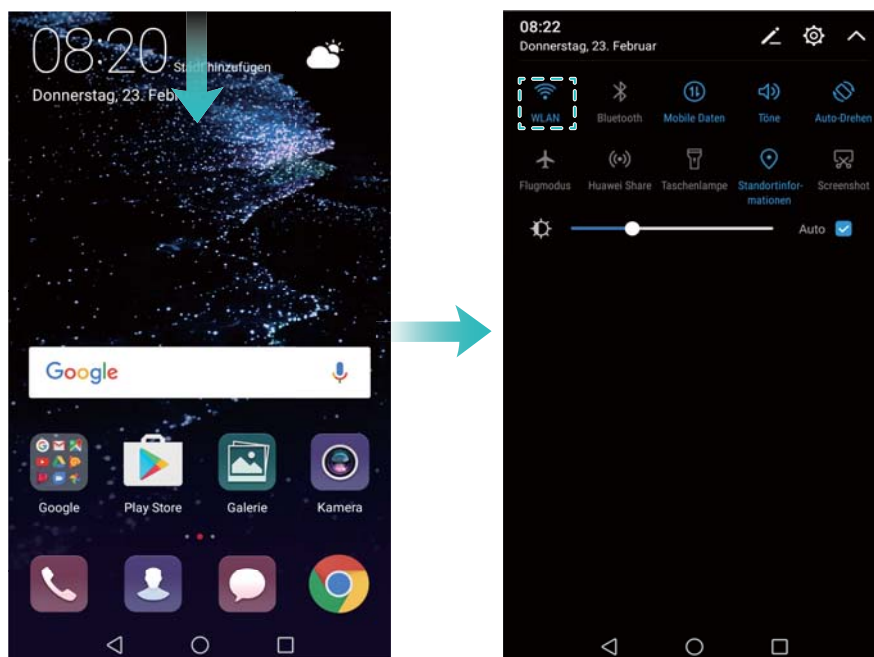 08:20
Stadt hinzufügen
Donnerstag, 23. Feb
Google
Google
Play Store
Galerie
Kamera
08:22
Donnerstag, 23. Februar
WLAN
Bluetooth
Mobile Daten
Töne
Auto-Drehen
Flugmodus
Huawei Share
Taschenlampe
Standortinfor-
mationen
Screenshot
Auto